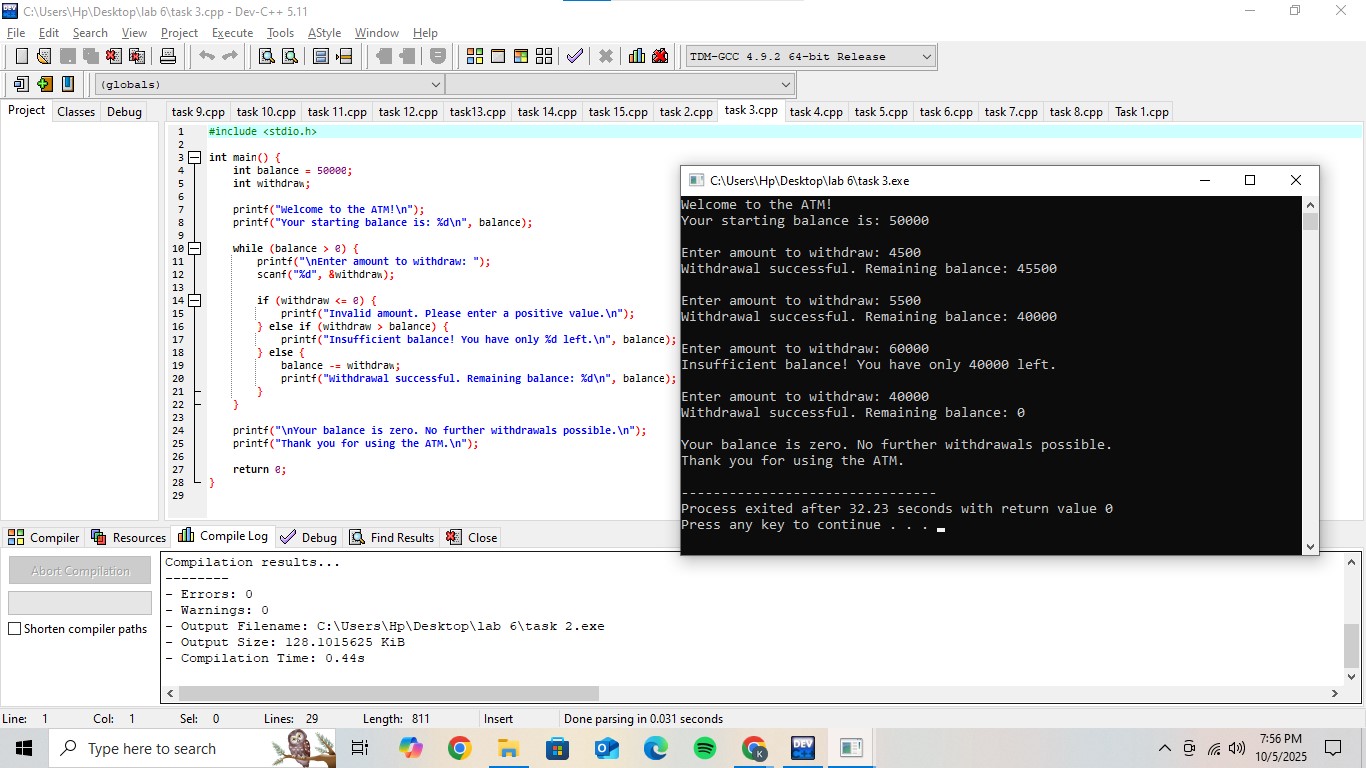 C:\Users\Hp\Desktop\lab 6\task 3.cpp - Dev-C++ 5.11
File Edit Search View Project Execute Tools AStyle Window Help
TDM-GCC 4.9.2 64-bit Release
(globals)
Project Classes Debug
task 9.cpp task 10.cpp task 11.cpp task 12.cpp task13.cpp task 14.cpp task 15.cpp task 2.cpp task 3.cpp task 4.cpp task 5.cpp task 6.cpp task 7.cpp task 8.cpp Task 1.cpp
1 #include <stdio.h>
2
3 int main() {
4 int balance = 50000;
5 int withdraw;
6
7 printf("Welcome to the ATM!\n");
8 printf("Your starting balance is: %d\n", balance);
9
10 while (balance > 0) {
11 printf("\nEnter amount to withdraw: ");
12 scanf("%d", &withdraw);
13
14 if (withdraw <= 0) {
15 printf("Invalid amount. Please enter a positive value.\n");
16 } else if (withdraw > balance) {
17 printf("Insufficient balance! You have only %d left.\n", balance);
18 } else {
19 balance -= withdraw;
20 printf("Withdrawal successful. Remaining balance: %d\n", balance);
21 }
22 }
23
24 printf("\nYour balance is zero. No further withdrawals possible.\n");
25 printf("Thank you for using the ATM.\n");
26
27 return 0;
28 }
29
C:\Users\Hp\Desktop\lab 6\task 3.exe
Welcome to the ATM!
Your starting balance is: 50000
Enter amount to withdraw: 4500
Withdrawal successful. Remaining balance: 45500
Enter amount to withdraw: 5500
Withdrawal successful. Remaining balance: 40000
Enter amount to withdraw: 60000
Insufficient balance! You have only 40000 left.
Enter amount to withdraw: 40000
Withdrawal successful. Remaining balance: 0
Your balance is zero. No further withdrawals possible.
Thank you for using the ATM.
--------------------------------
Process exited after 32.23 seconds with return value 0
Press any key to continue . . .
Compiler Resources Compile Log Debug Find Results Close
Abort Compilation
Shorten compiler paths
Compilation results...
--------
- Errors: 0
- Warnings: 0
- Output Filename: C:\Users\Hp\Desktop\lab 6\task 2.exe
- Output Size: 128.1015625 KiB
- Compilation Time: 0.44s
Line: 1 Col: 1 Sel: 0 Lines: 29 Length: 811 Insert Done parsing in 0.031 seconds
Type here to search
DEV
K
7:56 PM
10/5/2025